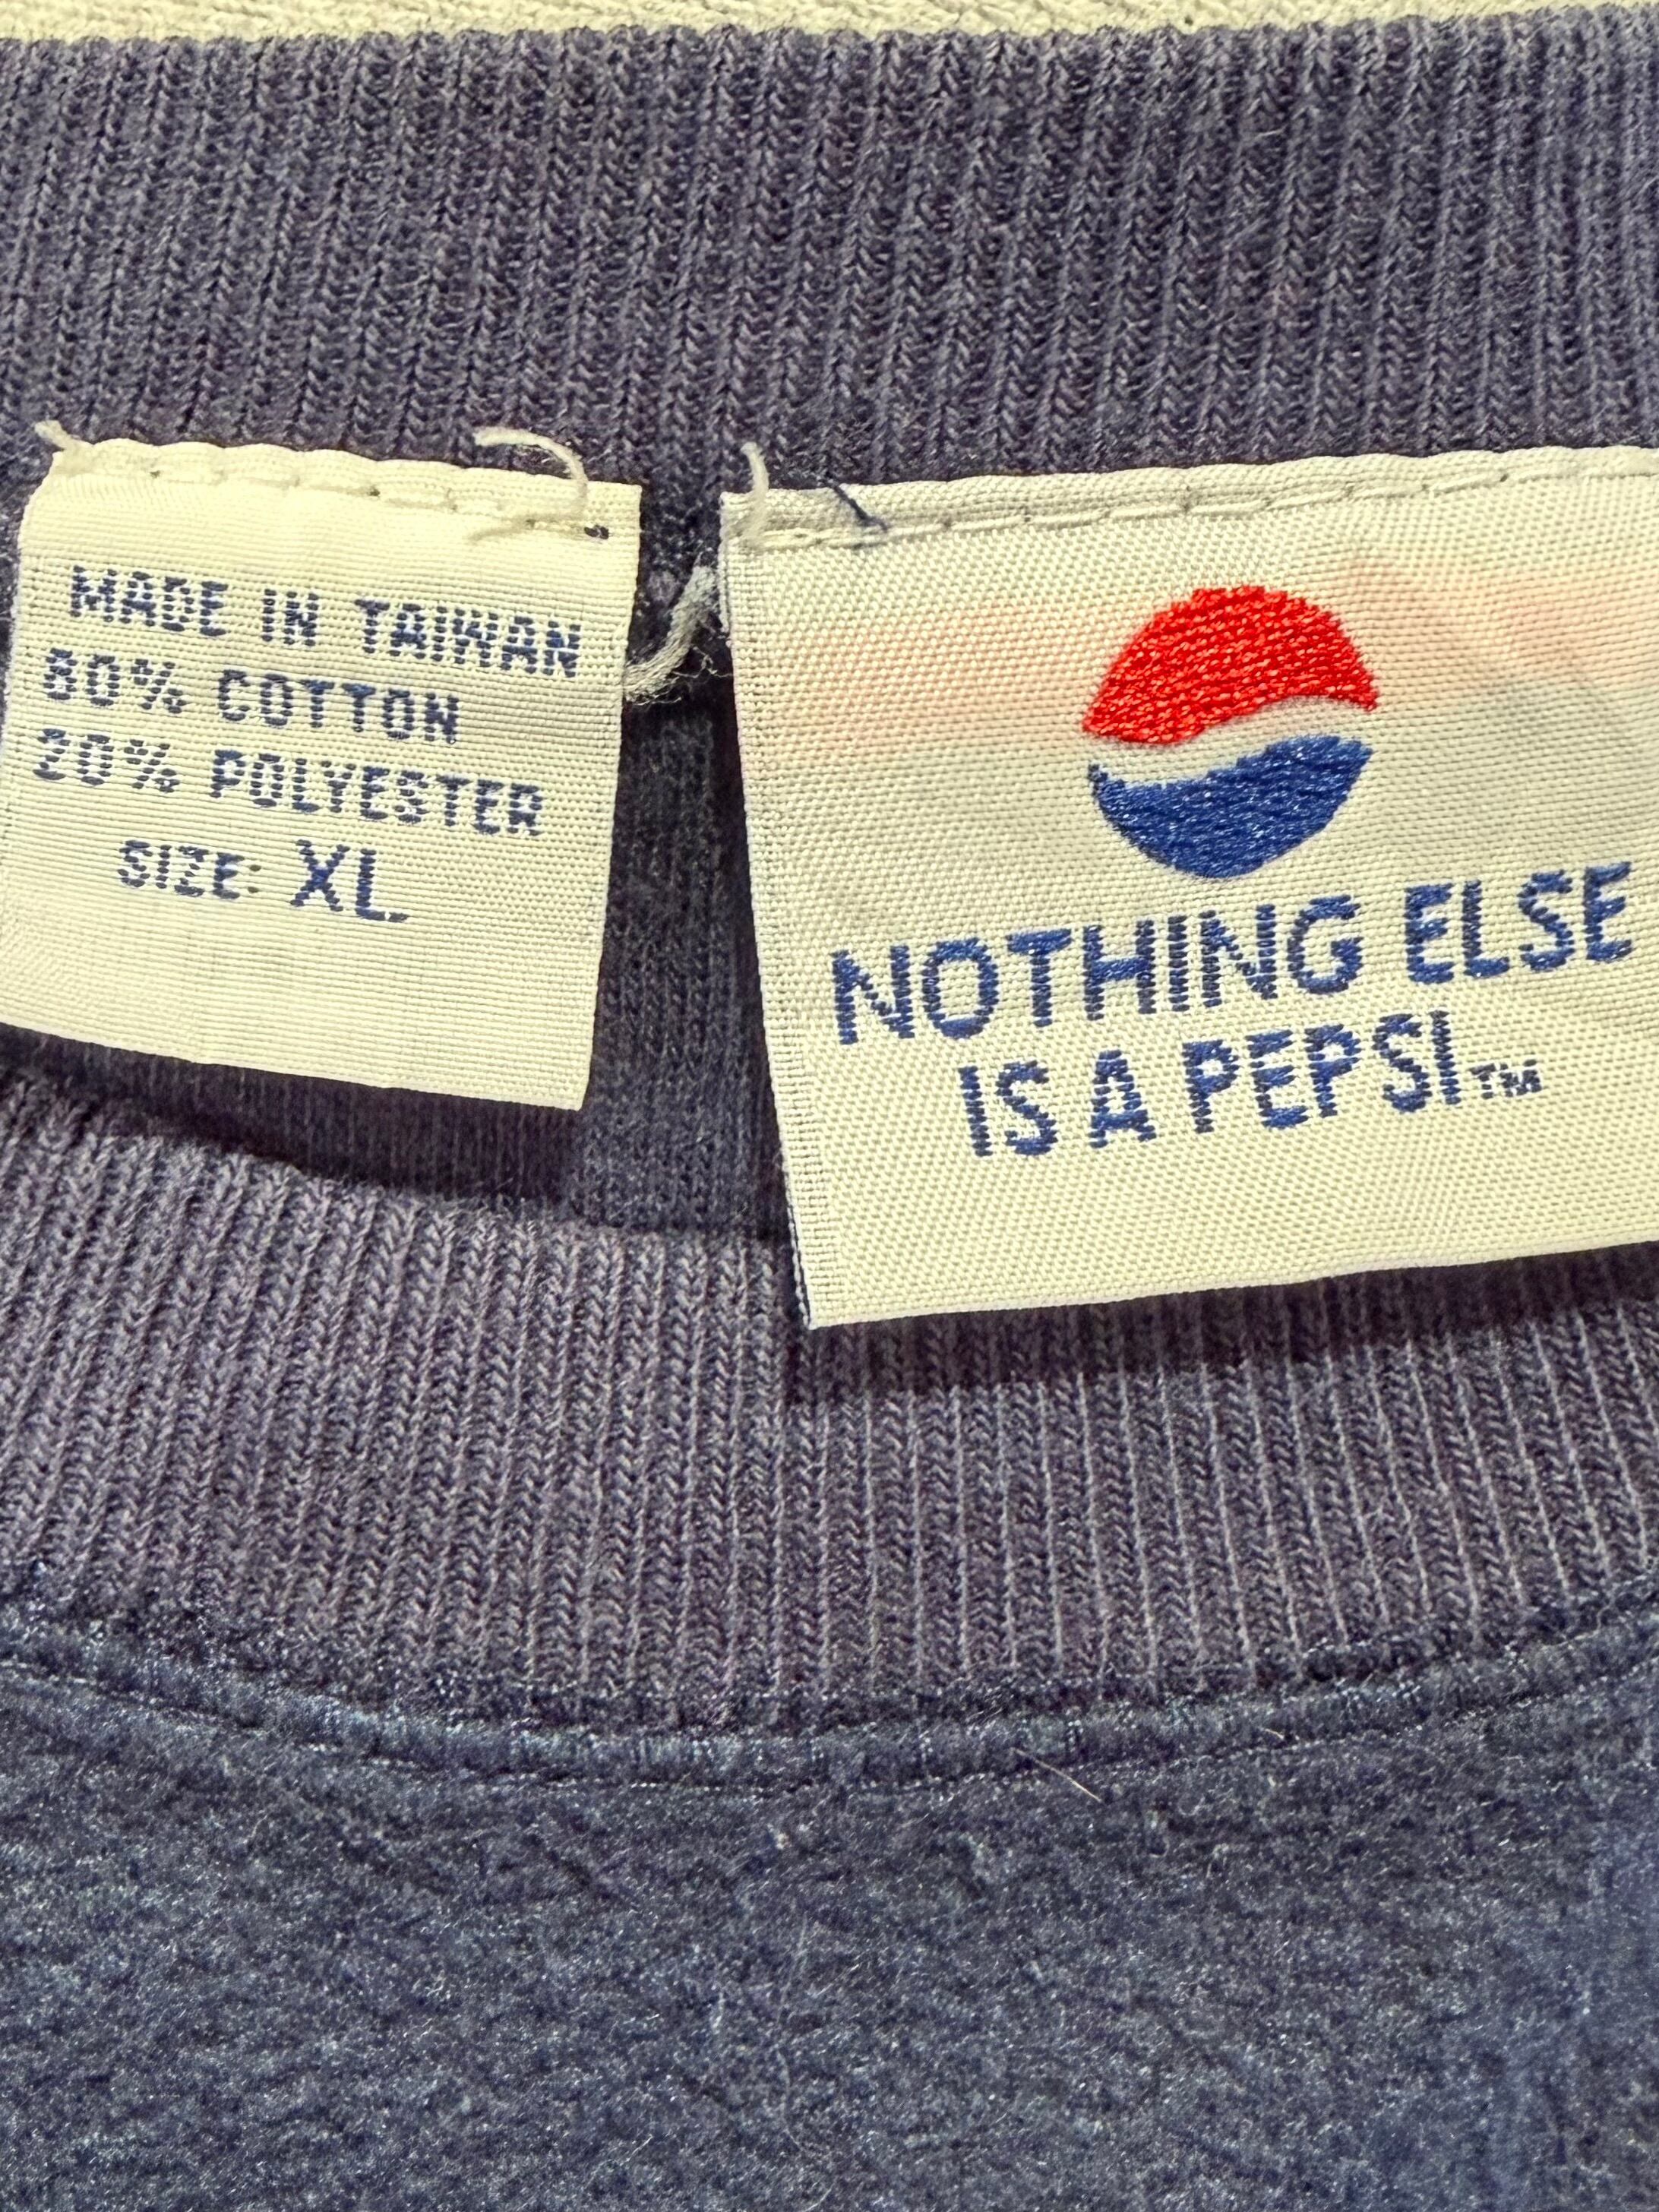 MADE IN TAIWAN
80% COTTON
20% POLYESTER
SIZE: XL
NOTHING ELSE
IS A PEPSI™